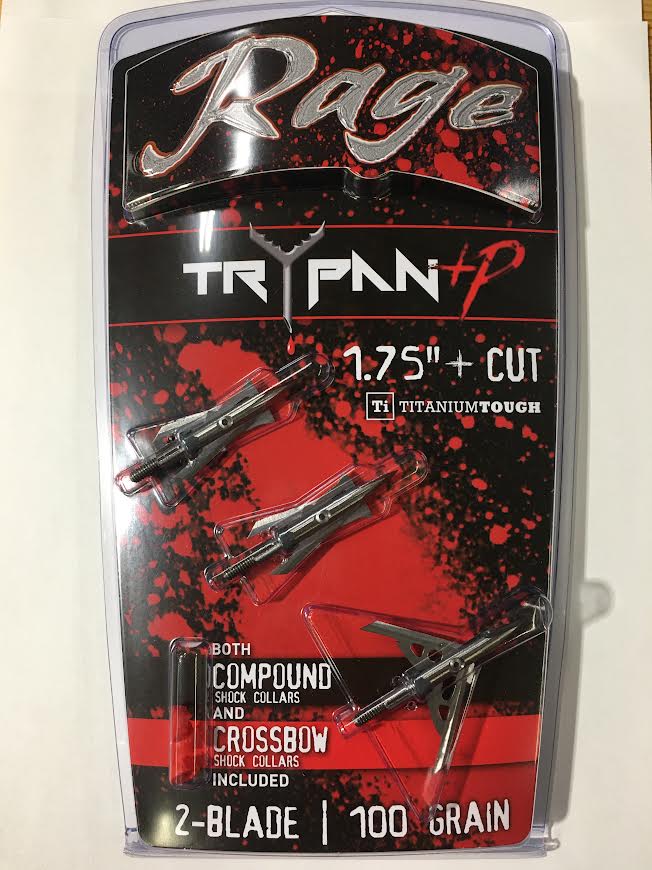 Rage
TRYPAN +P
1.75" + CUT
Ti TITANIUMTOUGH
BOTH
COMPOUND
SHOCK COLLARS
AND
CROSSBOW
SHOCK COLLARS
INCLUDED
2-BLADE | 100 GRAIN